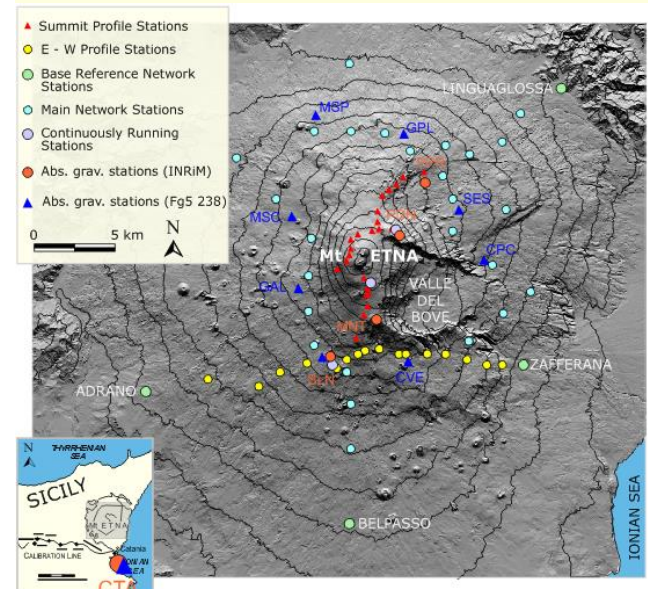 Summit Profile Stations
E - W Profile Stations
Base Reference Network
Stations
Main Network Stations
Continuously Running
Stations
Abs. grav. stations (INRiM)
Abs. grav. stations (Fg5 238)
N
0 5 km
LINGUAGLOSSA
MSP
GPL
MSC
SES
CPC
Mt ETNA
GAL
VALLE
DEL
BOVE
MNT
CVE
ZAFFERANA
ADRANO
BELPASSO
IONIAN SEA
N
THYRRHENIAN
SEA
SICILY
Mt ETNA
Catania
IONIAN
SEA
CALIBRATION LINE